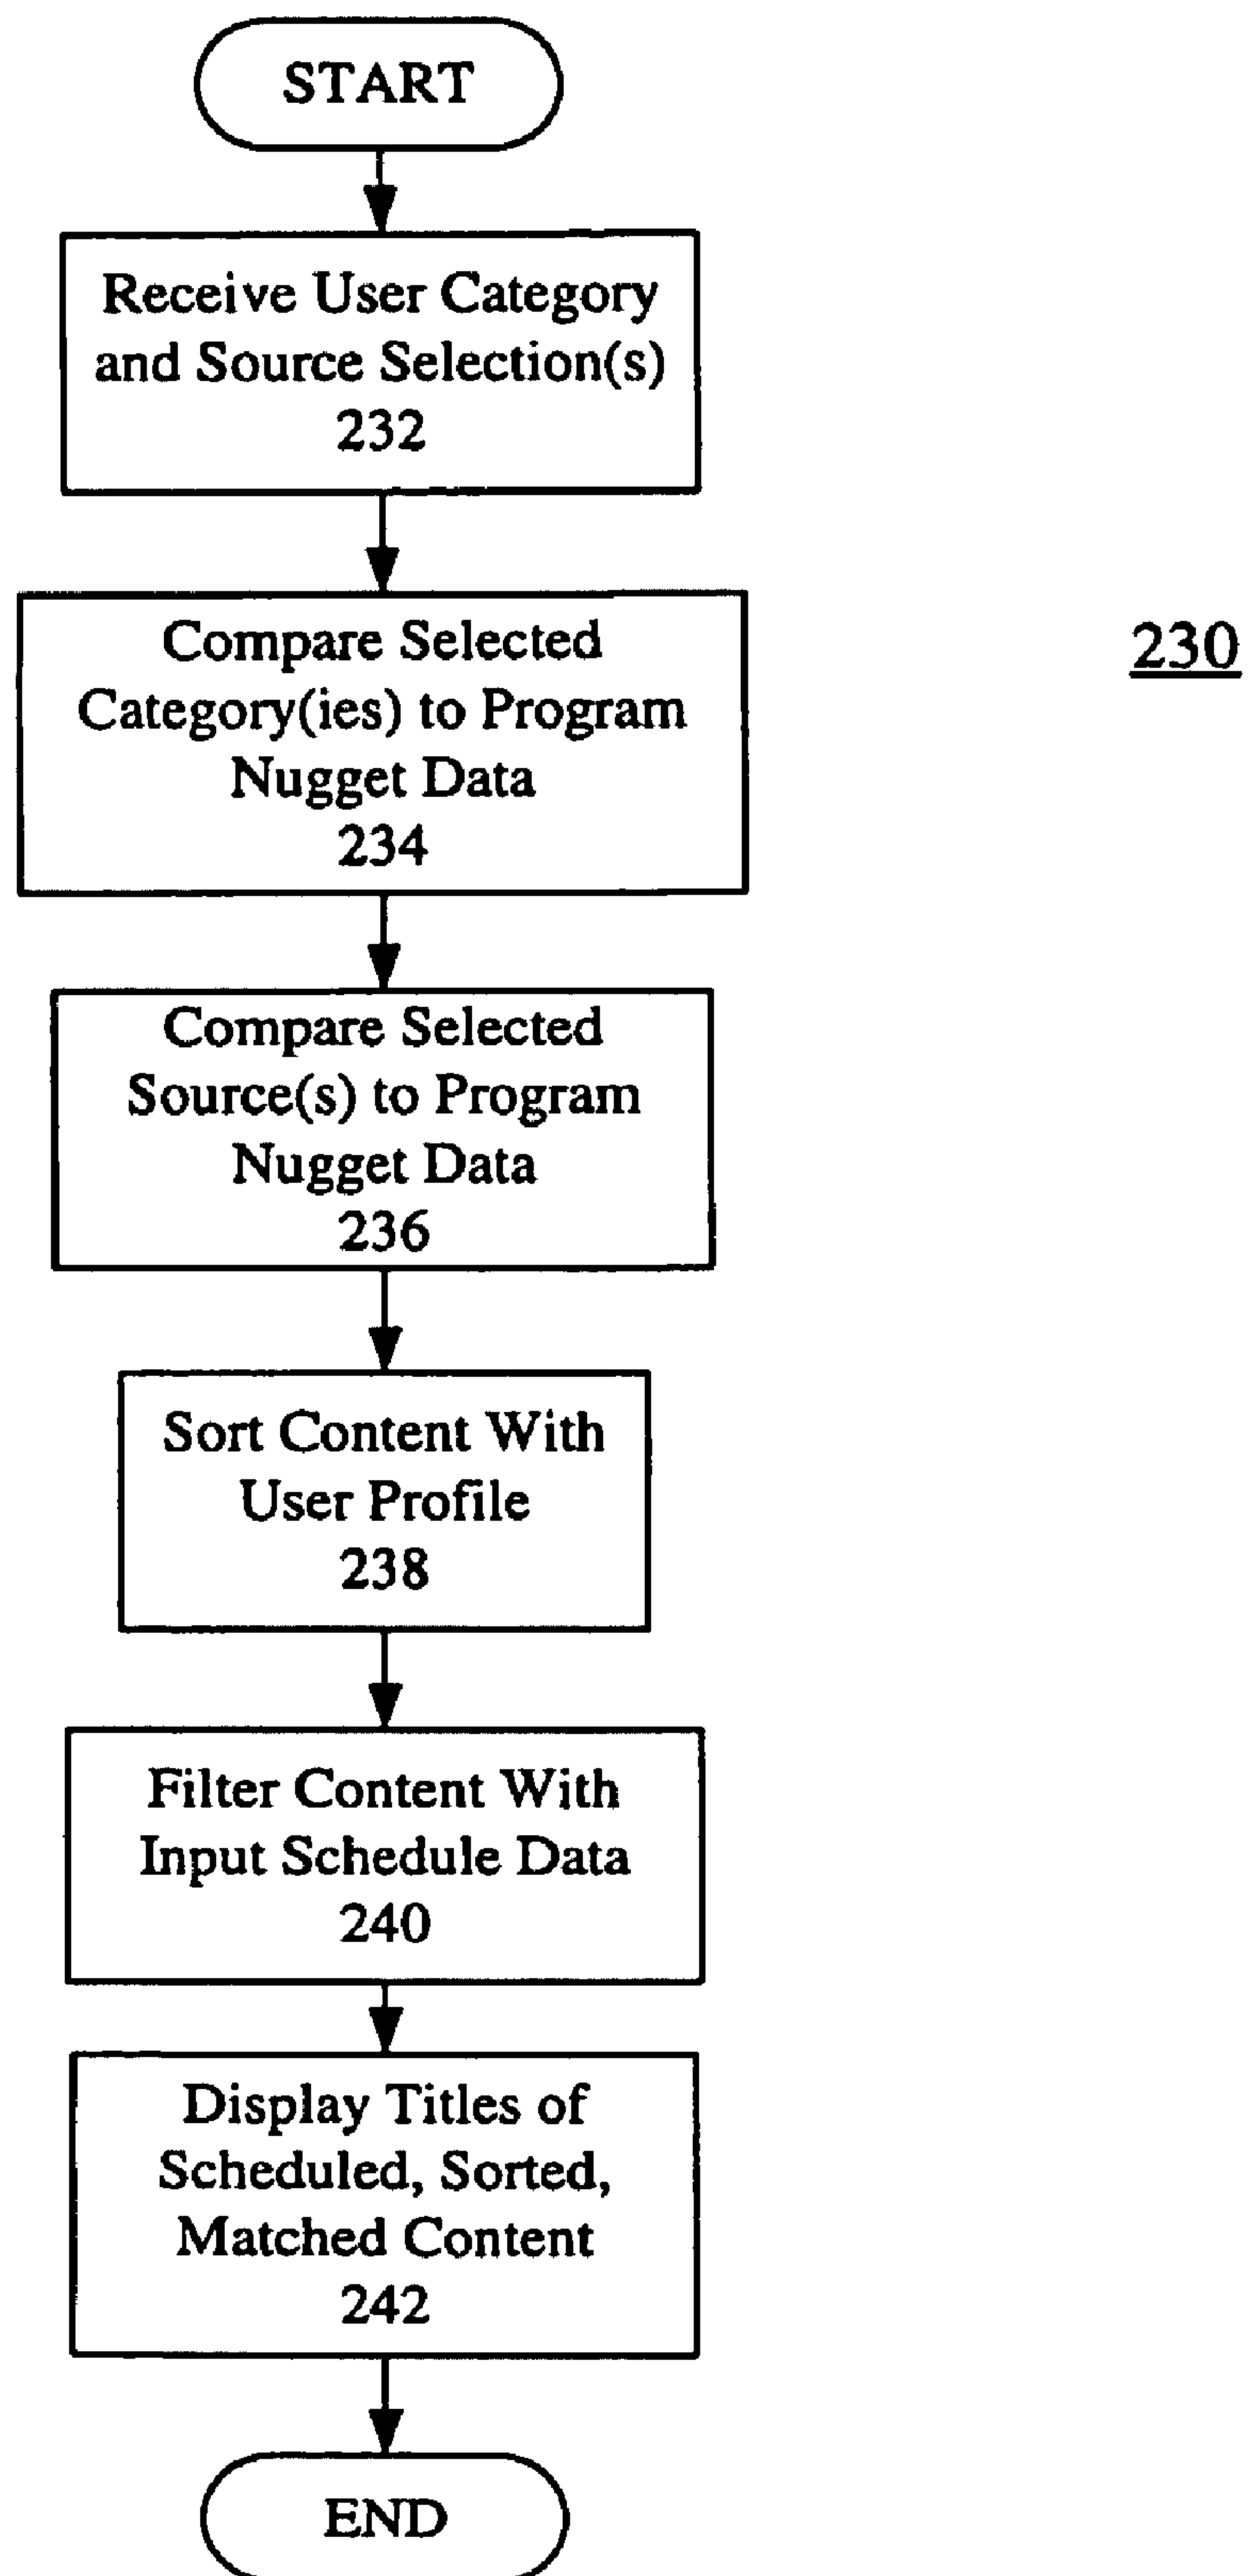 START
Receive User Category
and Source Selection(s)
232
Compare Selected
Category(ies) to Program
Nugget Data
234
230
Compare Selected
Source(s) to Program
Nugget Data
236
Sort Content With
User Profile
238
Filter Content With
Input Schedule Data
240
Display Titles of
Scheduled, Sorted,
Matched Content
242
END